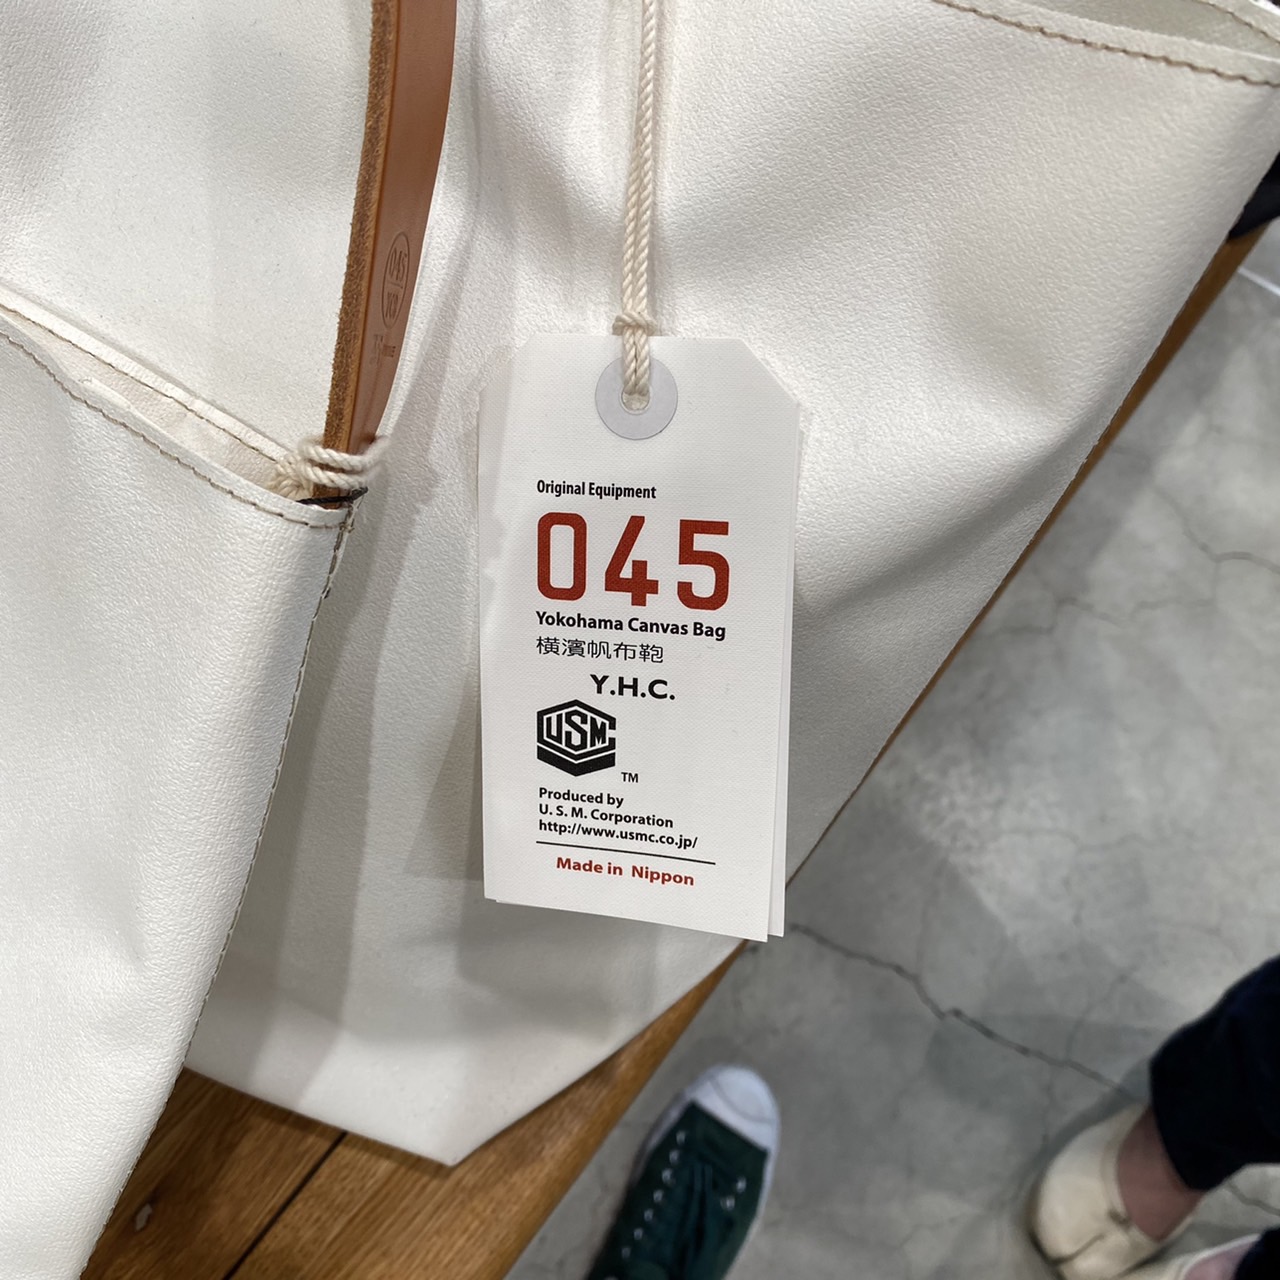 Original Equipment
045
Yokohama Canvas Bag
横濱帆布鞄
Y.H.C.
USM
TM
Produced by
U. S. M. Corporation
http://www.usmc.co.jp/
Made in Nippon
045